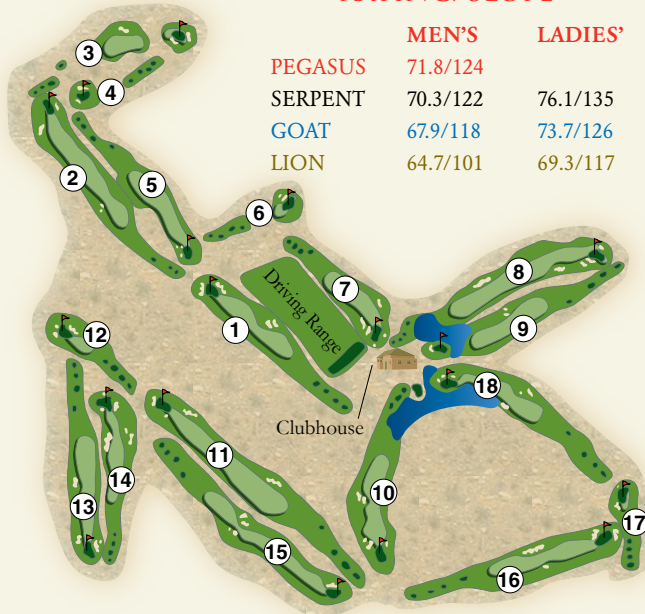 MEN'S LADIES'
PEGASUS 71.8/124
SERPENT 70.3/122 76.1/135
GOAT 67.9/118 73.7/126
LION 64.7/101 69.3/117
3
4
2
5
6
8
7
Driving Range
9
1
12
Clubhouse
18
11
14
13
10
15
17
16